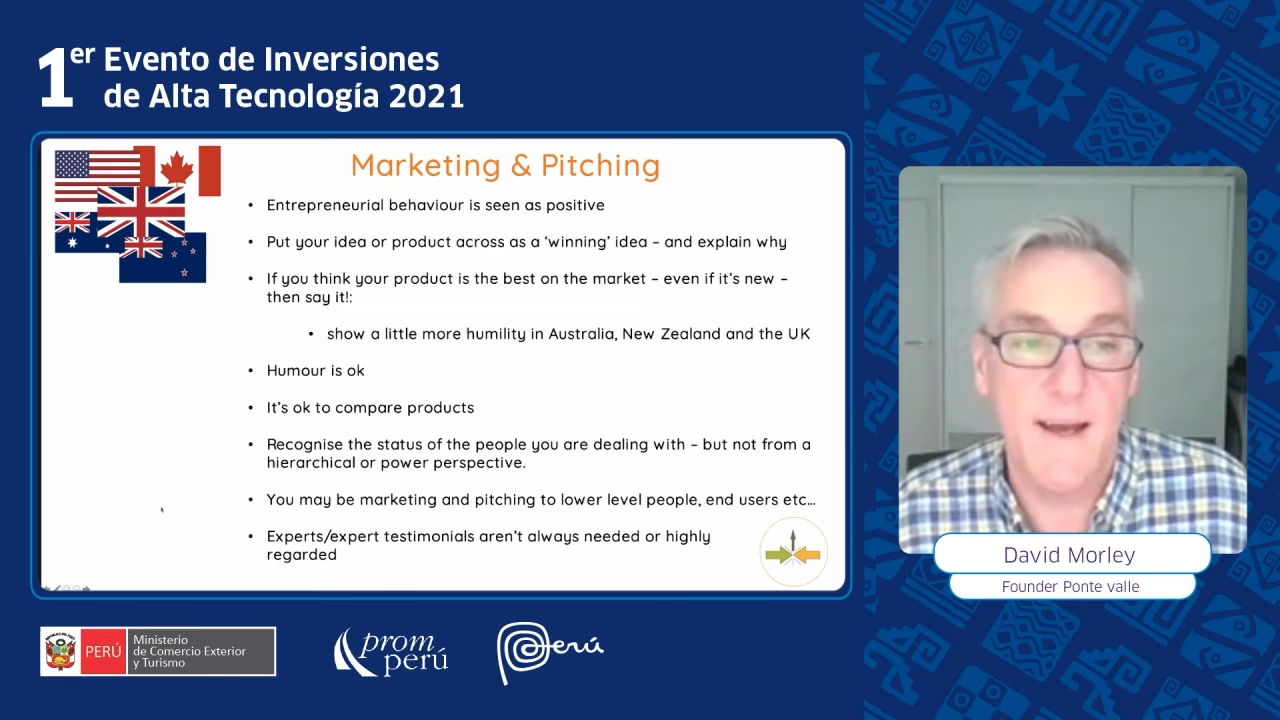 1er Evento de Inversiones
de Alta Tecnología 2021
Marketing & Pitching
• Entrepreneurial behaviour is seen as positive
• Put your idea or product across as a ‘winning’ idea – and explain why
• If you think your product is the best on the market – even if it’s new –
then say it!:
• show a little more humility in Australia, New Zealand and the UK
• Humour is ok
• It’s ok to compare products
• Recognise the status of the people you are dealing with – but not from a
hierarchical or power perspective.
• You may be marketing and pitching to lower level people, end users etc...
• Experts/expert testimonials aren’t always needed or highly
regarded
David Morley
Founder Ponte valle
PERÚ
Ministerio
de Comercio Exterior
y Turismo
prom
perú
Perú